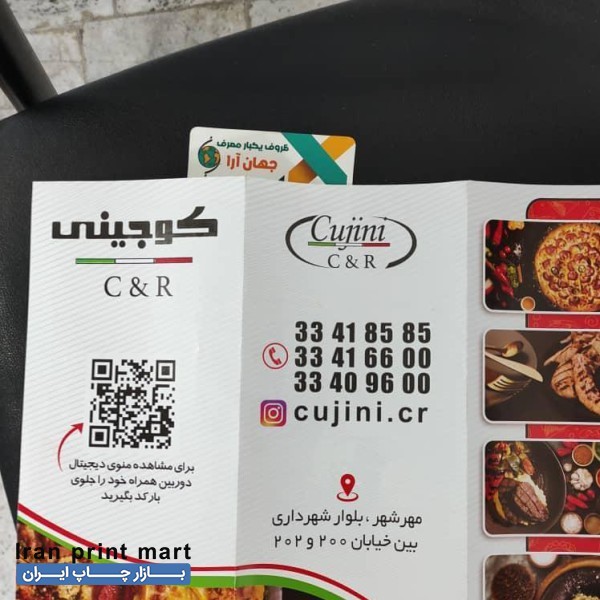 ظروف یکبار مصرف
جهان آرا
کوجینی
C & R
برای مشاهده منوی دیجیتال
دوربین همراه خود را جلوی
بارکد بگیرید
Cujini
C & R
33 41 85 85
33 41 66 00
33 40 96 00
cujini.cr
مهرشهر ، بلوار شهرداری
بین خیابان ۲۰۰ و ۲۰۲
Iran print mart
بازار چاپ ایران